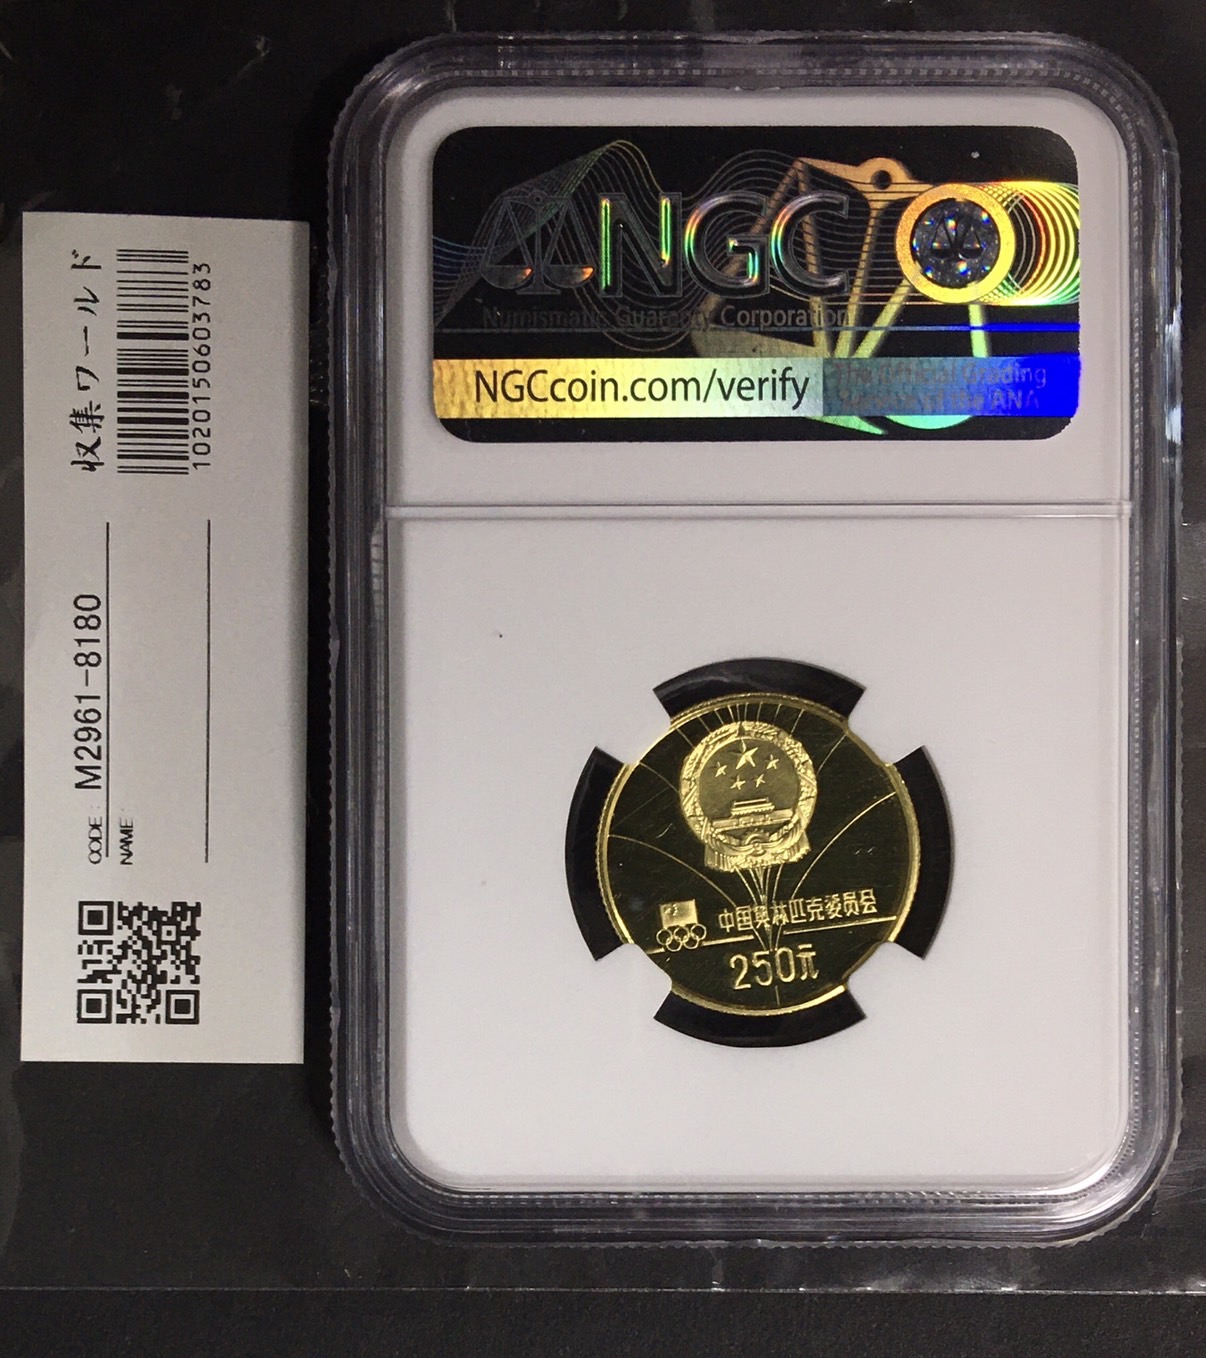 収集ワールド
1020150603783
CODE: M2961-8180
NAME:
NGC
Numismatic Guaranty Corporation
NGCcoin.com/verify
The Official Grading
Service of the ANA
中国奥林匹克委员会
250元